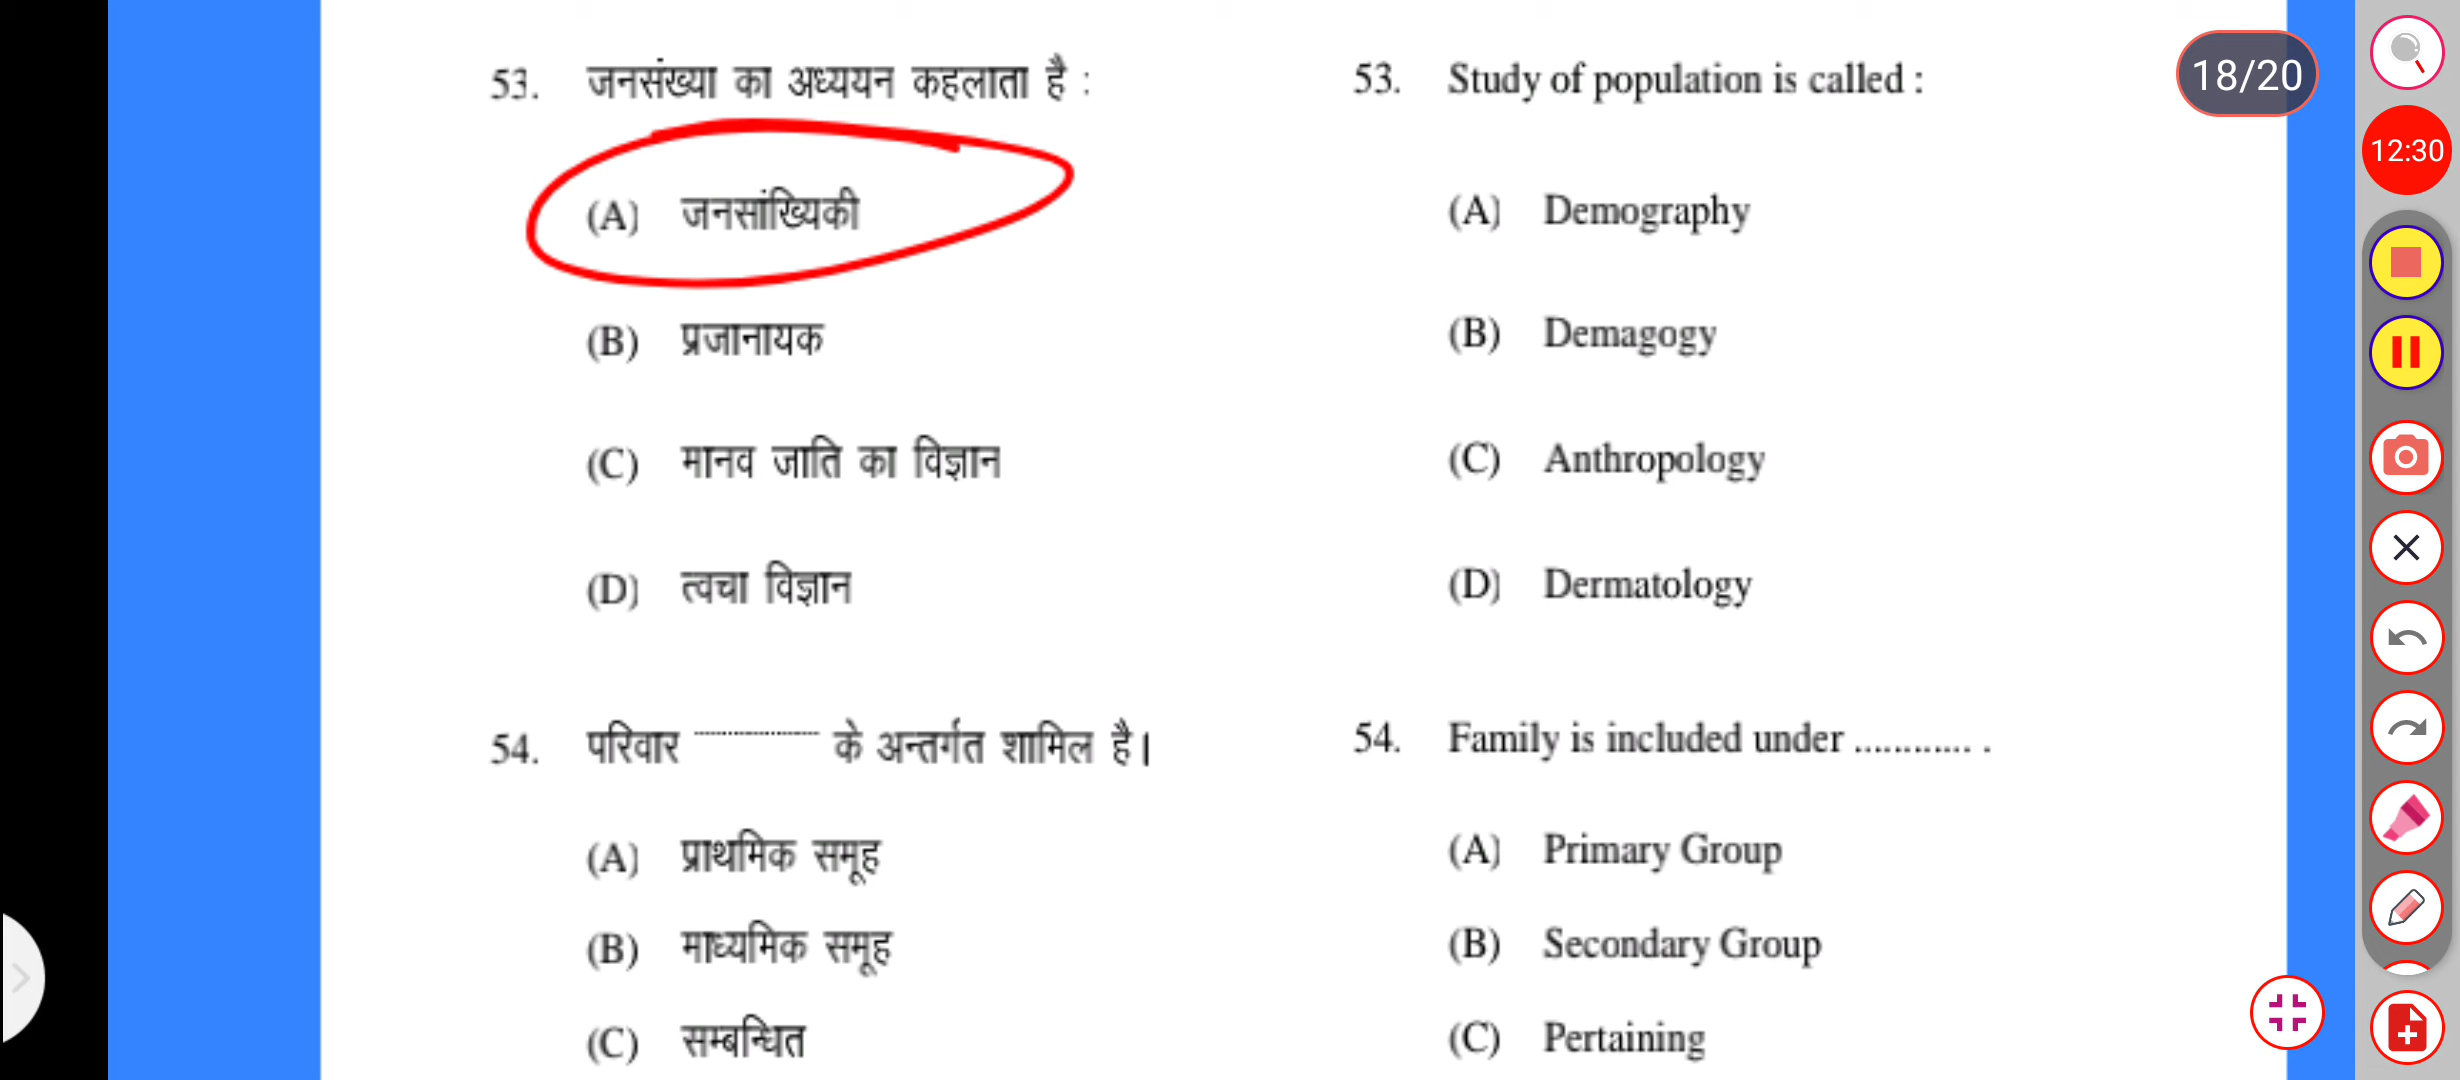 53. जनसंख्या का अध्ययन कहलाता है :
(A) जनसांख्यिकी
(B) प्रजानायक
(C) मानव जाति का विज्ञान
(D) त्वचा विज्ञान
54. परिवार ............ के अन्तर्गत शामिल है।
(A) प्राथमिक समूह
(B) माध्यमिक समूह
(C) सम्बन्धित
53. Study of population is called :
(A) Demography
(B) Demagogy
(C) Anthropology
(D) Dermatology
54. Family is included under ............ .
(A) Primary Group
(B) Secondary Group
(C) Pertaining
18/20
12:30